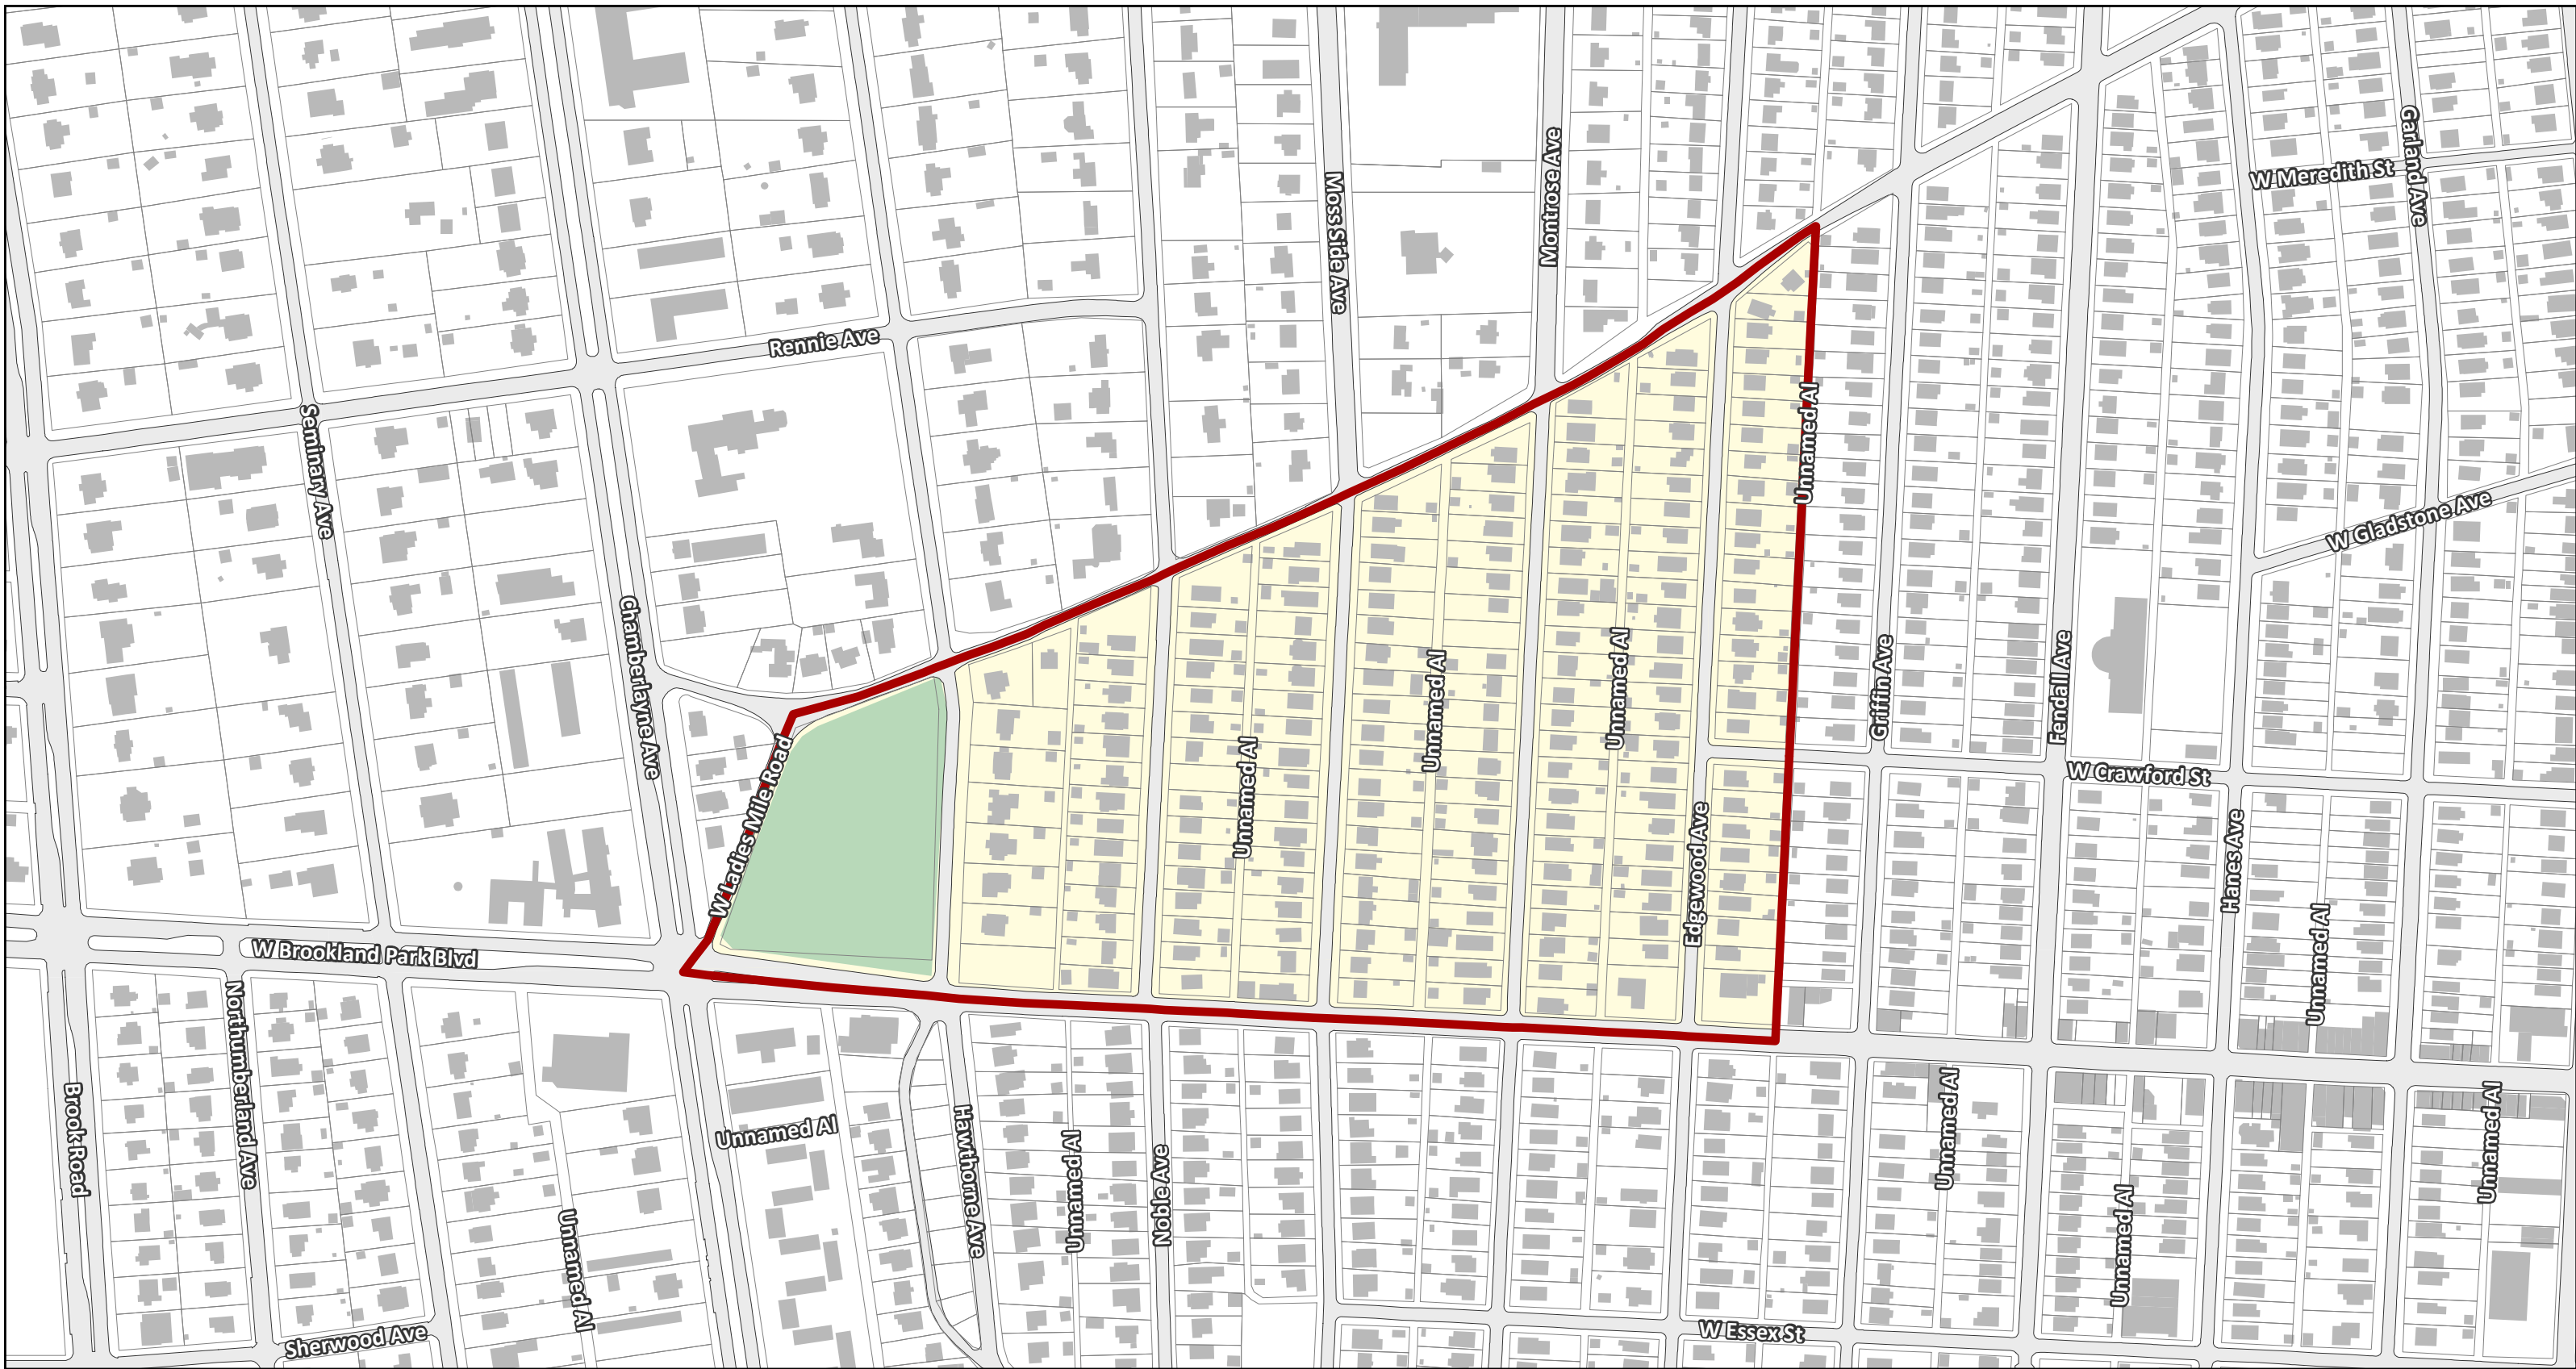 Garland Ave
Montrose Ave
W Meredith St
Moss Side Ave
Rennie Ave
Unnamed Al
Seminary Ave
W Gladstone Ave
Chamberlayne Ave
Unnamed Al
Griffin Ave
Fendall Ave
Unnamed Al
W Ladies Mile Road
Unnamed Al
W Crawford St
Edgewood Ave
Hanes Ave
Unnamed Al
W Brookland Park Blvd
Northumberland Ave
Brook Road
Unnamed Al
Hawthorne Ave
Unnamed Al
Noble Ave
Unnamed Al
Unnamed Al
Unnamed Al
Unnamed Al
Sherwood Ave
W Essex St